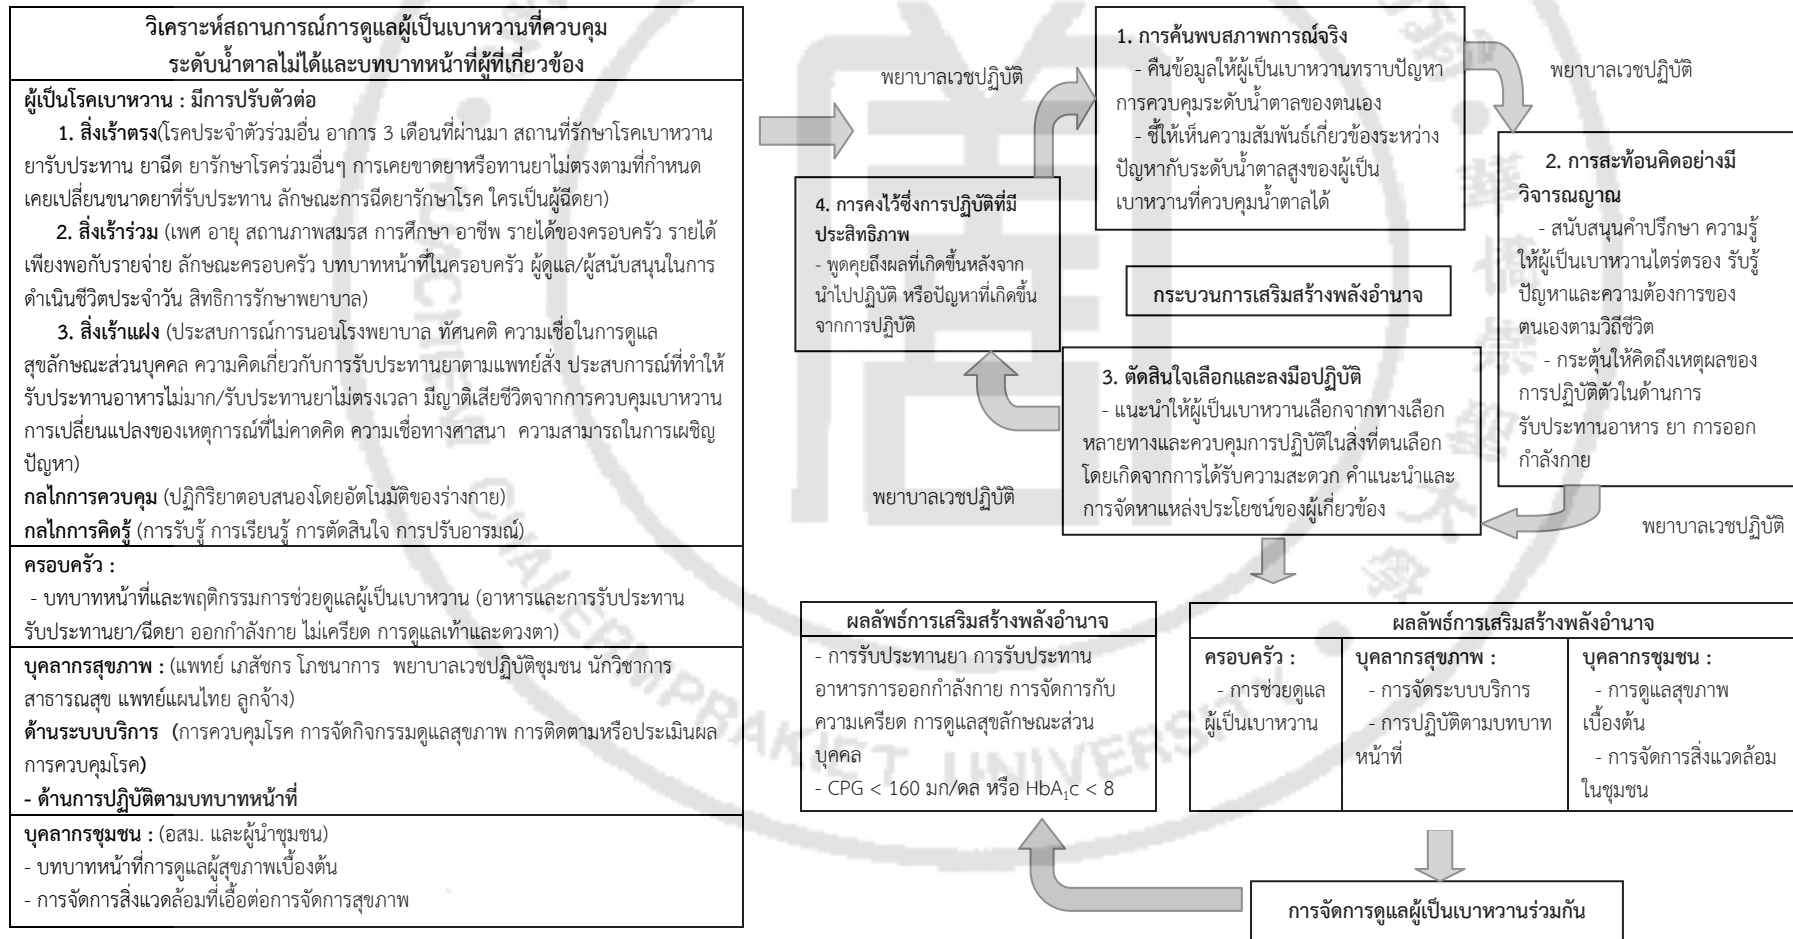 วิเคราะห์สถานการณ์การดูแลผู้เป็นเบาหวานที่ควบคุม
ระดับน้ำตาลไม่ได้และบทบาทหน้าที่ผู้ที่เกี่ยวข้อง
ผู้เป็นโรคเบาหวาน : มีการปรับตัวต่อ
1. สิ่งเร้าตรง(โรคประจำตัวร่วมอื่น อาการ 3 เดือนที่ผ่านมา สถานที่รักษาโรคเบาหวาน
ยารับประทาน ยาฉีด ยารักษาโรคร่วมอื่นๆ การเคยขาดยาหรือทานยาไม่ตรงตามที่กำหนด
เคยเปลี่ยนขนาดยาที่รับประทาน ลักษณะการฉีดยารักษาโรค ใครเป็นผู้ฉีดยา)
2. สิ่งเร้าร่วม (เพศ อายุ สถานภาพสมรส การศึกษา อาชีพ รายได้ของครอบครัว รายได้
เพียงพอกับรายจ่าย ลักษณะครอบครัว บทบาทหน้าที่ในครอบครัว ผู้ดูแล/ผู้สนับสนุนในการ
ดำเนินชีวิตประจำวัน สิทธิการรักษาพยาบาล)
3. สิ่งเร้าแฝง (ประสบการณ์การนอนโรงพยาบาล ทัศนคติ ความเชื่อในการดูแล
สุขลักษณะส่วนบุคคล ความคิดเกี่ยวกับการรับประทานยาตามแพทย์สั่ง ประสบการณ์ที่ทำให้
รับประทานอาหารไม่มาก/รับประทานยาไม่ตรงเวลา มีญาติเสียชีวิตจากการควบคุมเบาหวาน
การเปลี่ยนแปลงของเหตุการณ์ที่ไม่คาดคิด ความเชื่อทางศาสนา ความสามารถในการเผชิญ
ปัญหา)
กลไกการควบคุม (ปฏิกิริยาตอบสนองโดยอัตโนมัติของร่างกาย)
กลไกการคิดรู้ (การรับรู้ การเรียนรู้ การตัดสินใจ การปรับอารมณ์)
ครอบครัว :
- บทบาทหน้าที่และพฤติกรรมการช่วยดูแลผู้เป็นเบาหวาน (อาหารและการรับประทาน
รับประทานยา/ฉีดยา ออกกำลังกาย ไม่เครียด การดูแลเท้าและดวงตา)
บุคลากรสุขภาพ : (แพทย์ เภสัชกร โภชนาการ พยาบาลเวชปฏิบัติชุมชน นักวิชาการ
สาธารณสุข แพทย์แผนไทย ลูกจ้าง)
ด้านระบบบริการ (การควบคุมโรค การจัดกิจกรรมดูแลสุขภาพ การติดตามหรือประเมินผล
การควบคุมโรค)
- ด้านการปฏิบัติตามบทบาทหน้าที่
บุคลากรชุมชน : (อสม. และผู้นำชุมชน)
- บทบาทหน้าที่การดูแลผู้สุขภาพเบื้องต้น
- การจัดการสิ่งแวดล้อมที่เอื้อต่อการจัดการสุขภาพ
พยาบาลเวชปฏิบัติ
1. การค้นพบสภาพการณ์จริง
- คืนข้อมูลให้ผู้เป็นเบาหวานทราบปัญหา
การควบคุมระดับน้ำตาลของตนเอง
- ชี้ให้เห็นความสัมพันธ์เกี่ยวข้องระหว่าง
ปัญหากับระดับน้ำตาลสูงของผู้เป็น
เบาหวานที่ควบคุมน้ำตาลได้
พยาบาลเวชปฏิบัติ
2. การสะท้อนคิดอย่างมี
วิจารณญาณ
- สนับสนุนคำปรึกษา ความรู้
ให้ผู้เป็นเบาหวานไตร่ตรอง รับรู้
ปัญหาและความต้องการของ
ตนเองตามวิถีชีวิต
- กระตุ้นให้คิดถึงเหตุผลของ
การปฏิบัติตัวในด้านการ
รับประทานอาหาร ยา การออก
กำลังกาย
พยาบาลเวชปฏิบัติ
กระบวนการเสริมสร้างพลังอำนาจ
3. ตัดสินใจเลือกและลงมือปฏิบัติ
- แนะนำให้ผู้เป็นเบาหวานเลือกจากทางเลือก
หลายทางและควบคุมการปฏิบัติในสิ่งที่ตนเลือก
โดยเกิดจากการได้รับความสะดวก คำแนะนำและ
การจัดหาแหล่งประโยชน์ของผู้เกี่ยวข้อง
พยาบาลเวชปฏิบัติ
4. การคงไว้ซึ่งการปฏิบัติที่มี
ประสิทธิภาพ
- พูดคุยถึงผลที่เกิดขึ้นหลังจาก
นำไปปฏิบัติ หรือปัญหาที่เกิดขึ้น
จากการปฏิบัติ
ผลลัพธ์การเสริมสร้างพลังอำนาจ
- การรับประทานยา การรับประทาน
อาหารการออกกำลังกาย การจัดการกับ
ความเครียด การดูแลสุขลักษณะส่วน
บุคคล
- CPG < 160 มก/ดล หรือ HbA₁c < 8
ผลลัพธ์การเสริมสร้างพลังอำนาจ
ครอบครัว :
- การช่วยดูแล
ผู้เป็นเบาหวาน
บุคลากรสุขภาพ :
- การจัดระบบบริการ
- การปฏิบัติตามบทบาท
หน้าที่
บุคลากรชุมชน :
- การดูแลสุขภาพ
เบื้องต้น
- การจัดการสิ่งแวดล้อม
ในชุมชน
การจัดการดูแลผู้เป็นเบาหวานร่วมกัน
HUACHIEW CHALERMPRAKIET UNIVERSITY